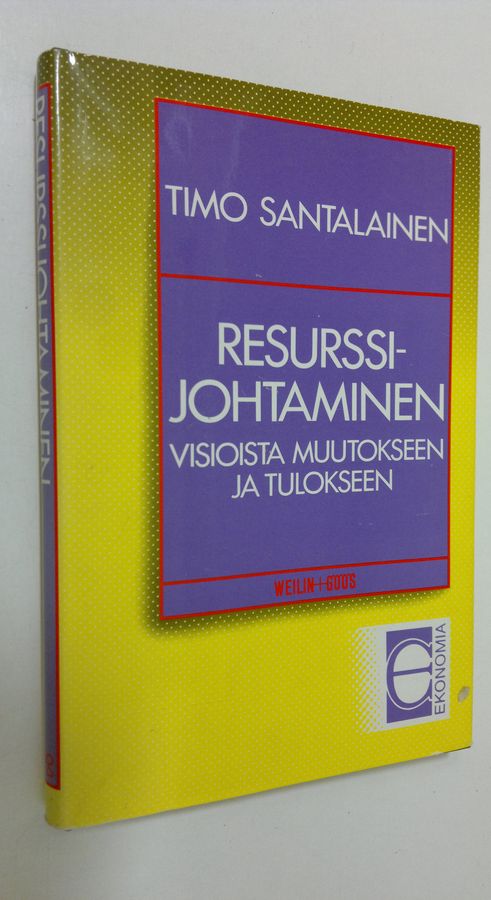 TIMO SANTALAINEN
RESURSSI-
JOHTAMINEN
VISIOISTA MUUTOKSEEN
JA TULOKSEEN
WEILIN+GÖÖS
e
EKONOMIA
RESURSSIJOHTAMINEN